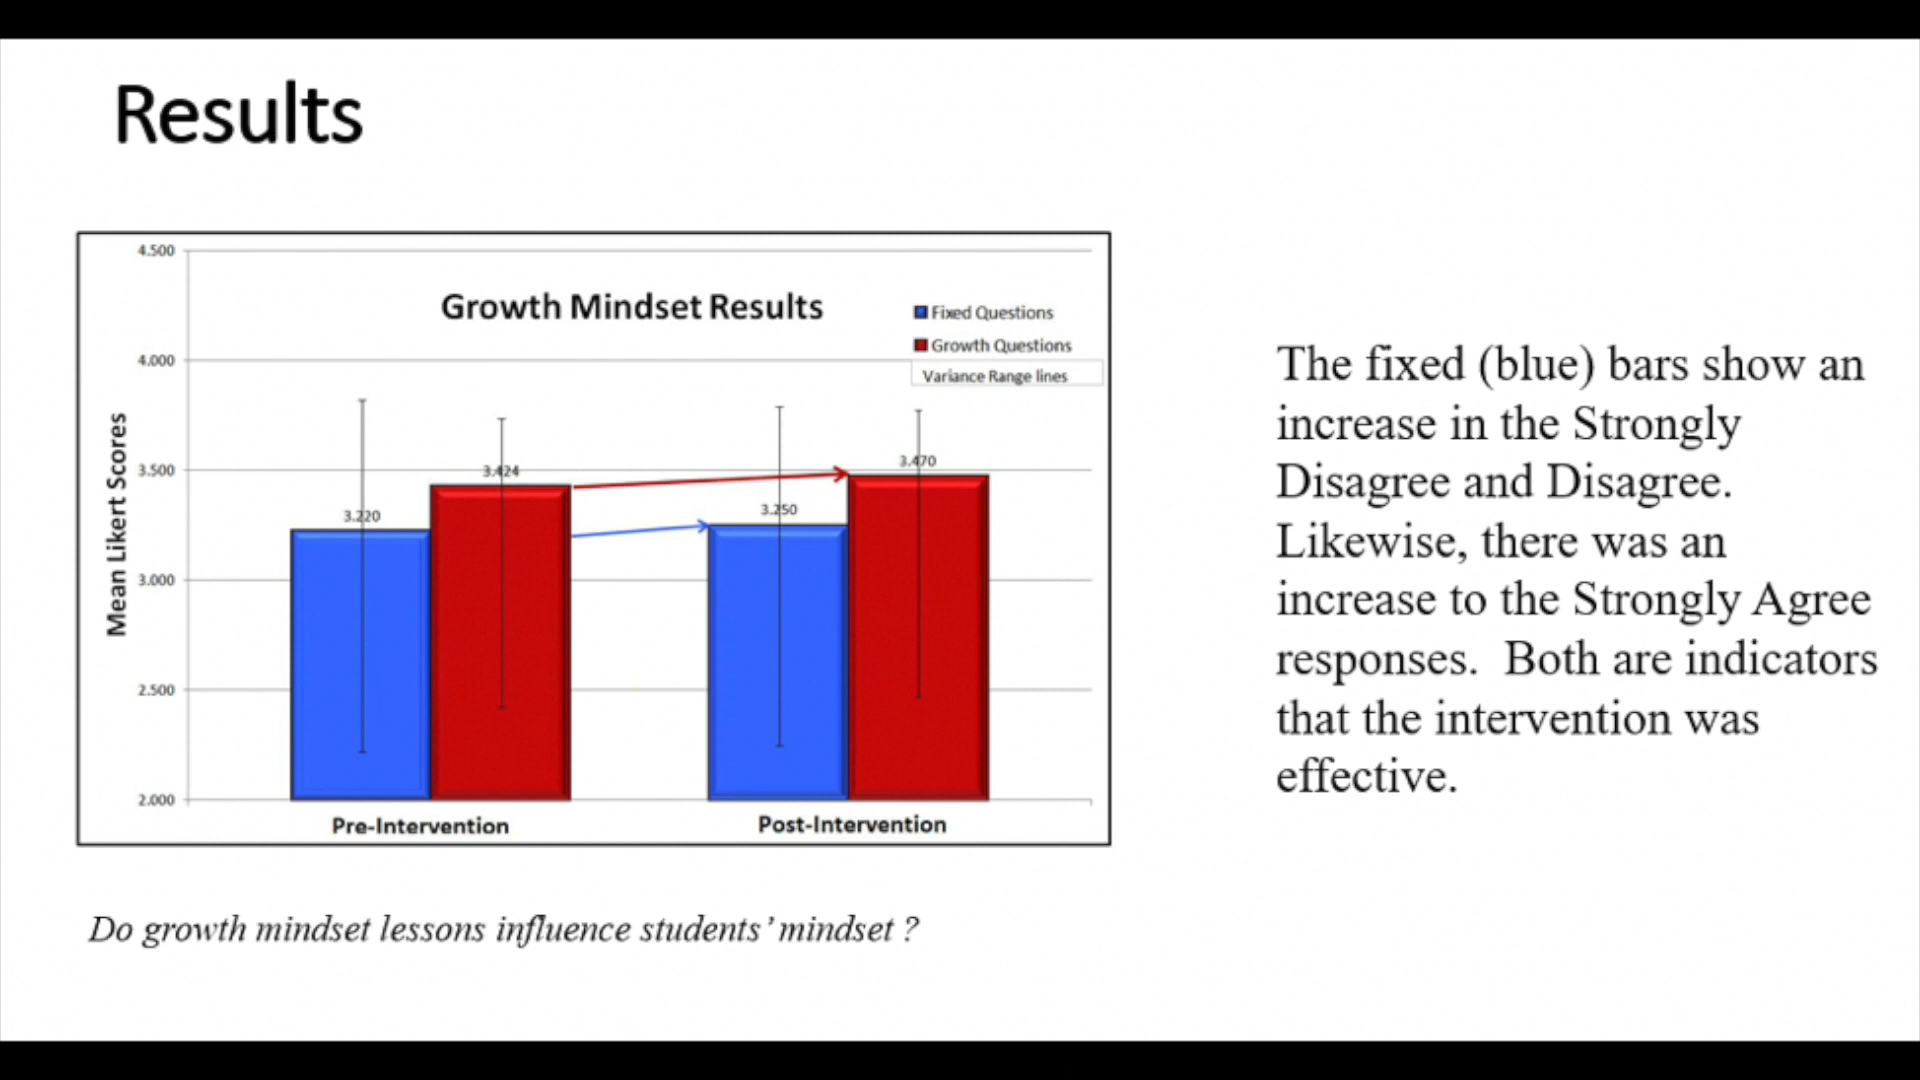 Results
4.500
Growth Mindset Results
Fixed Questions
Growth Questions
4.000
Variance Range lines
Mean Likert Scores
3.500
3.424
3.470
3.220
3.250
3.000
2.500
2.000
Pre-Intervention
Post-Intervention
The fixed (blue) bars show an
increase in the Strongly
Disagree and Disagree.
Likewise, there was an
increase to the Strongly Agree
responses.  Both are indicators
that the intervention was
effective.
Do growth mindset lessons influence students’ mindset ?